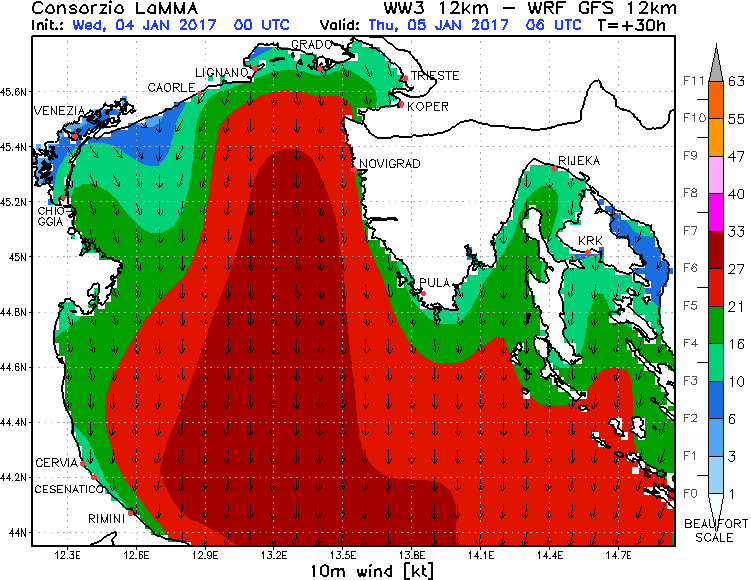 Consorzio LaMMA WW3 12km – WRF GFS 12km
Init.: Wed, 04 JAN 2017 00 UTC Valid: Thu, 05 JAN 2017 06 UTC T=+30h
GRADO
LIGNANO
TRIESTE
CAORLE
KOPER
VENEZIA
NOVIGRAD
RIJEKA
CHIO-
GGIA
KRK
PULA
CERVIA
CESENATICO
RIMINI
45.6N
45.4N
45.2N
45N
44.8N
44.6N
44.4N
44.2N
44N
12.3E 12.6E 12.9E 13.2E 13.5E 13.8E 14.1E 14.4E 14.7E
10m wind [kt]
F11 63
F10 55
F9 47
F8 40
F7 33
F6 27
F5 21
F4 16
F3 10
F2 6
F1 3
F0 1
BEAUFORT
SCALE